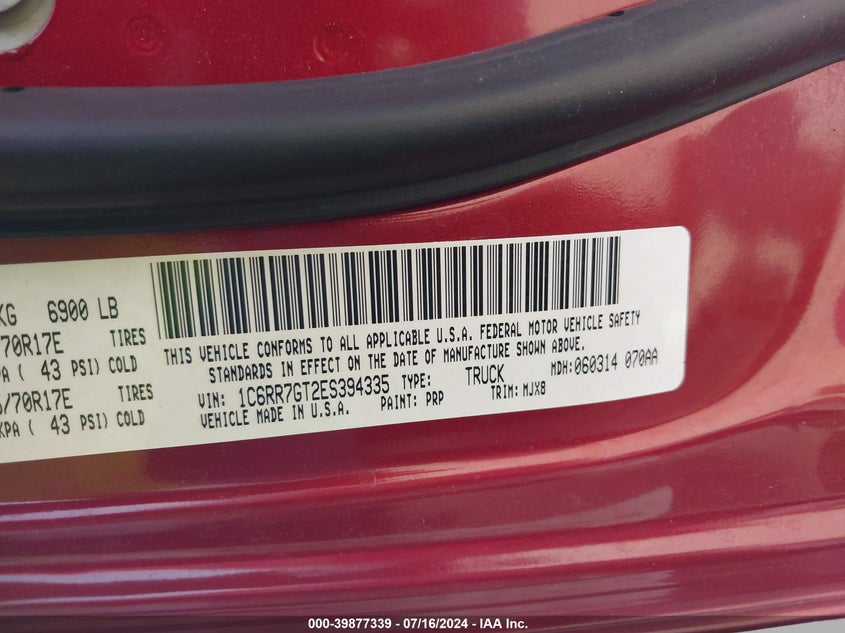 KG 6900 LB
/70R17E TIRES
PA ( 43 PSI) COLD
/70R17E TIRES
KPA ( 43 PSI) COLD
THIS VEHICLE CONFORMS TO ALL APPLICABLE U.S.A. FEDERAL MOTOR VEHICLE SAFETY
STANDARDS IN EFFECT ON THE DATE OF MANUFACTURE SHOWN ABOVE.
VIN: 1C6RR7GT2ES394335 TYPE: TRUCK MDH:060314 070AA
VEHICLE MADE IN U.S.A. PAINT: PRP TRIM: MJX8
000-39877339 - 07/16/2024 - IAA Inc.